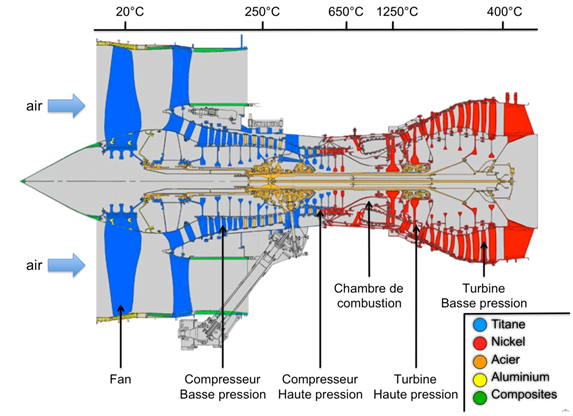 20°C 250°C 650°C 1250°C 400°C
air
air
Chambre de
combustion
Turbine
Basse pression
Fan
Compresseur
Basse pression
Compresseur
Haute pression
Turbine
Haute pression
Titane
Nickel
Acier
Aluminium
Composites